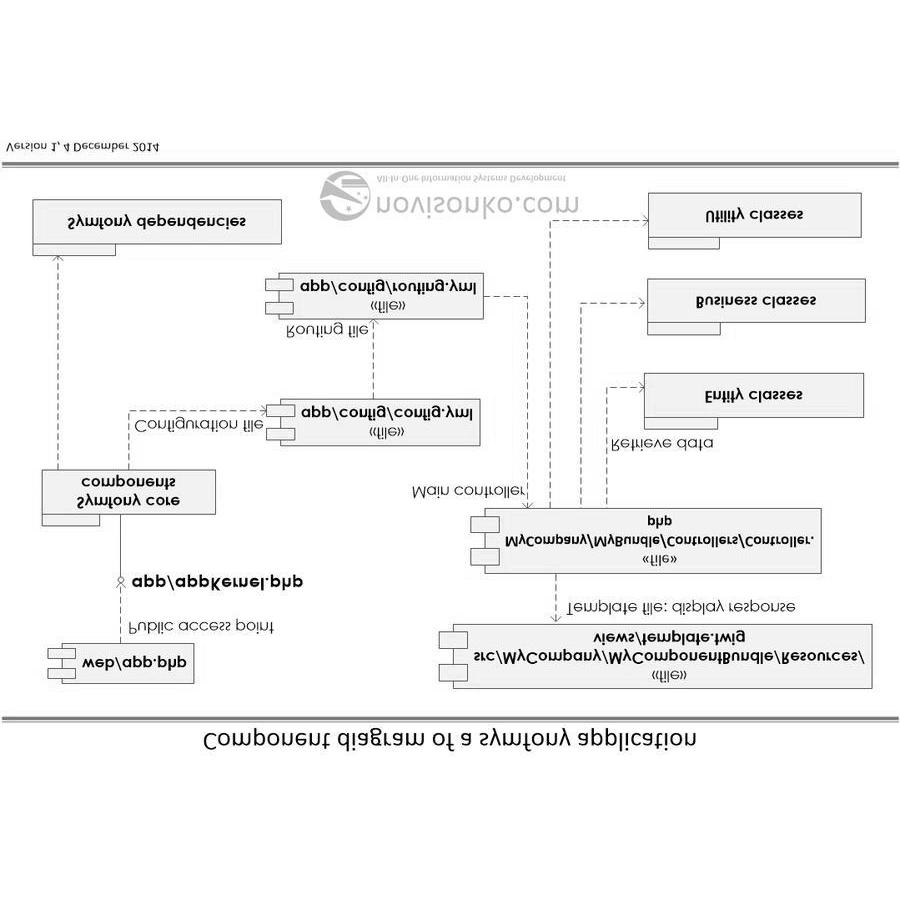 Component diagram of a symfony application
web/app.php
Public access point
app/appKernel.php
Symfony core
components
Configuration file
«file»
app/config/config.yml
Routing file
«file»
app/config/routing.yml
Symfony dependencies
«file»
src/MyCompany/MyComponentBundle/Resources/
views/template.twig
Template file: display response
«file»
MyCompany/MyBundle/Controllers/Controller.
php
Main controller
Retrieve data
Entity classes
Business classes
Utility classes
novisonko.com
All-In-One Information Systems Development
Version 1, 4 December 2014